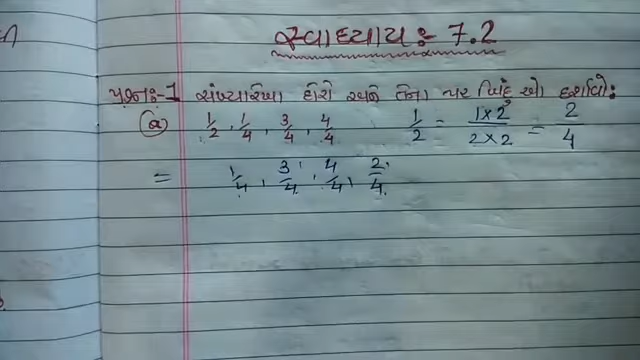 સ્વાધ્યાય :- 7.2
પ્રશ્ન :- 1 સંખ્યારેખા દોરો અને તેના પર બિંદુઓ દર્શાવો :
(a) 1/2, 1/4, 3/4, 4/4 1/2 = 1×2/2×2 = 2/4
= 1/4, 3/4, 4/4, 2/4